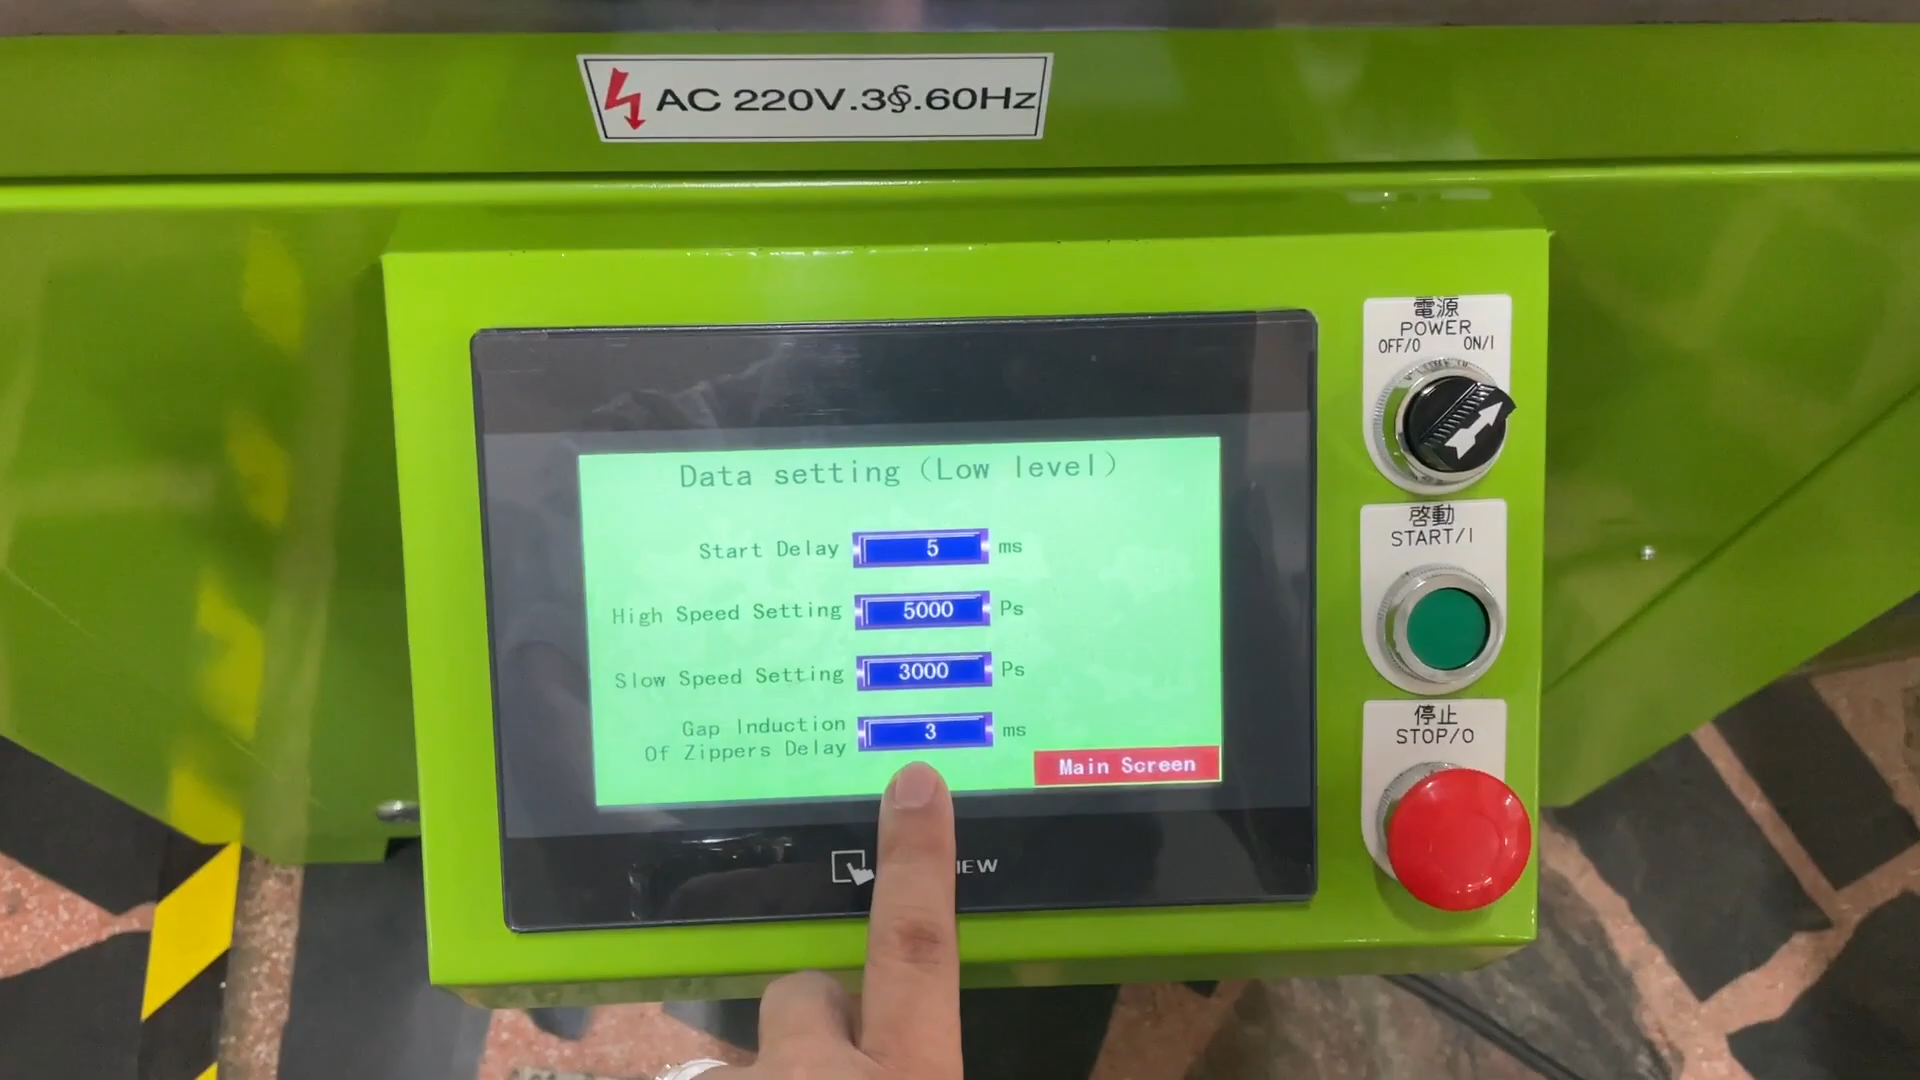 AC 220V.3∮.60Hz
電源
POWER
OFF/O ON/I
Data setting (Low level)
Start Delay 5 ms
High Speed Setting 5000 Ps
Slow Speed Setting 3000 Ps
Gap Induction
Of Zippers Delay 3 ms
Main Screen
啓動
START/I
停止
STOP/O